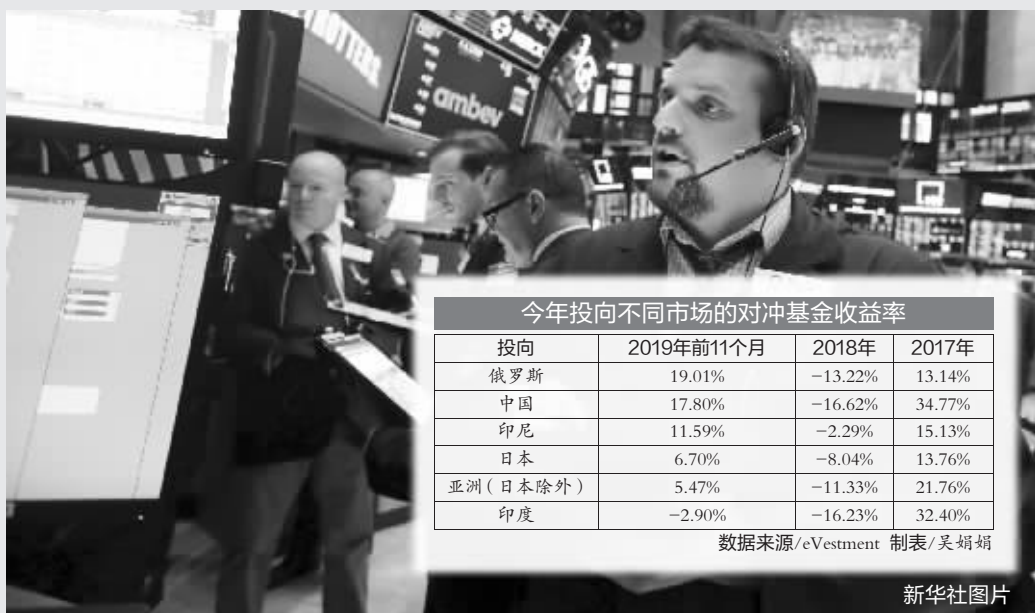 ambev
今年投向不同市场的对冲基金收益率
投向 2019年前11个月 2018年 2017年
俄罗斯 19.01% −13.22% 13.14%
中国 17.80% −16.62% 34.77%
印尼 11.59% −2.29% 15.13%
日本 6.70% −8.04% 13.76%
亚洲（日本除外） 5.47% −11.33% 21.76%
印度 −2.90% −16.23% 32.40%
数据来源/eVestment 制表/吴娟娟
新华社图片